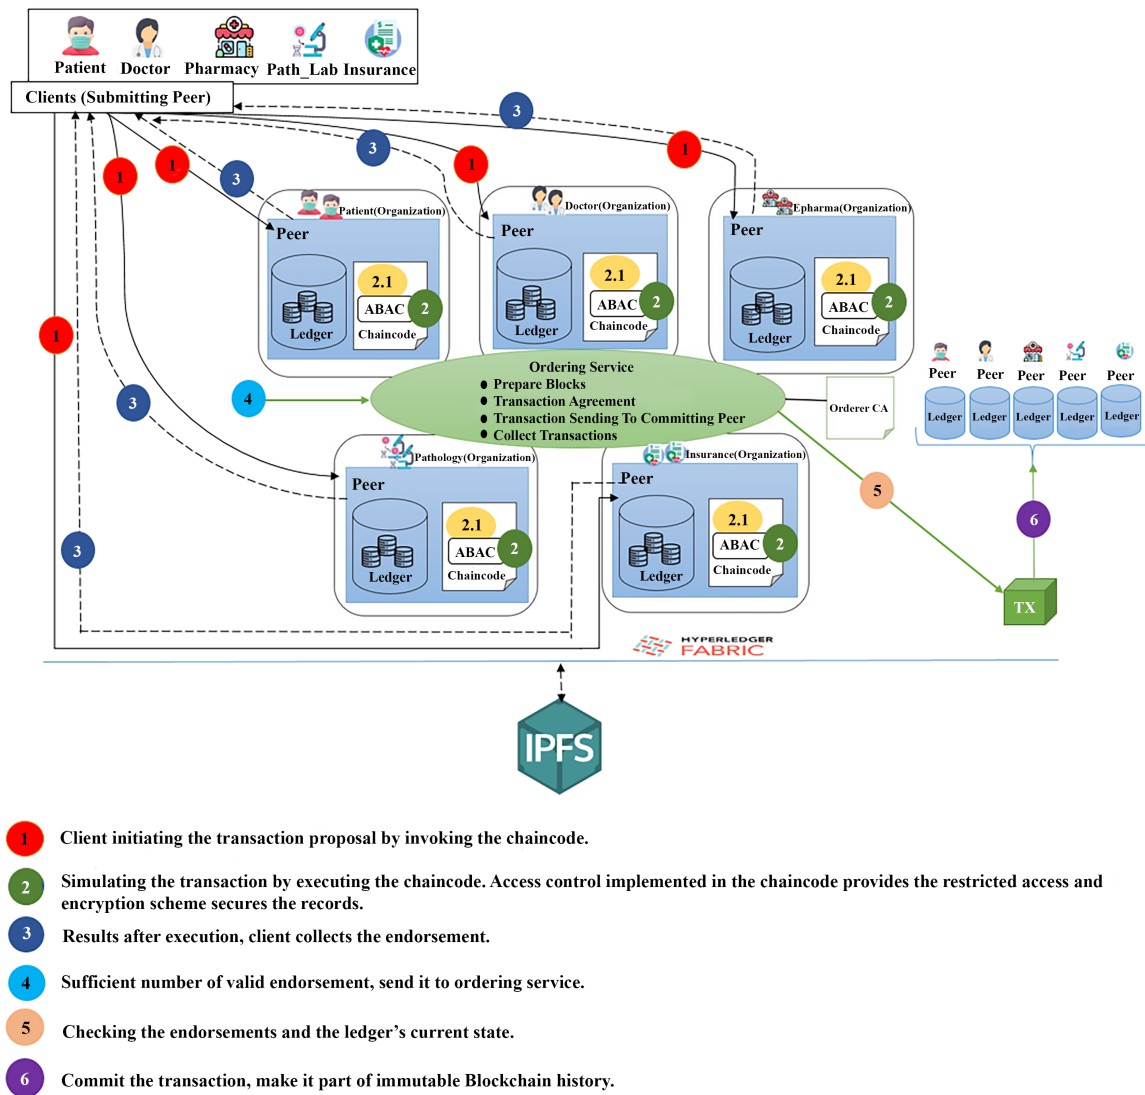 Patient Doctor Pharmacy Path_Lab Insurance
Clients (Submitting Peer)
3
3
1
1
1
1
3
Patient(Organization)
Peer
2.1
ABAC
2
Chaincode
Ledger
Doctor(Organization)
Peer
2.1
ABAC
2
Chaincode
Ledger
Epharma(Organization)
Peer
2.1
ABAC
2
Chaincode
Ledger
1
3
4
Ordering Service
Prepare Blocks
Transaction Agreement
Transaction Sending To Committing Peer
Collect Transactions
Orderer CA
Peer Peer Peer Peer Peer
Ledger Ledger Ledger Ledger Ledger
Pathology(Organization)
Peer
2.1
ABAC
2
Chaincode
Ledger
Insurance(Organization)
Peer
2.1
ABAC
2
Chaincode
Ledger
5
6
3
TX
HYPERLEDGER
FABRIC
IPFS
1 Client initiating the transaction proposal by invoking the chaincode.
2 Simulating the transaction by executing the chaincode. Access control implemented in the chaincode provides the restricted access and
encryption scheme secures the records.
3 Results after execution, client collects the endorsement.
4 Sufficient number of valid endorsement, send it to ordering service.
5 Checking the endorsements and the ledger’s current state.
6 Commit the transaction, make it part of immutable Blockchain history.